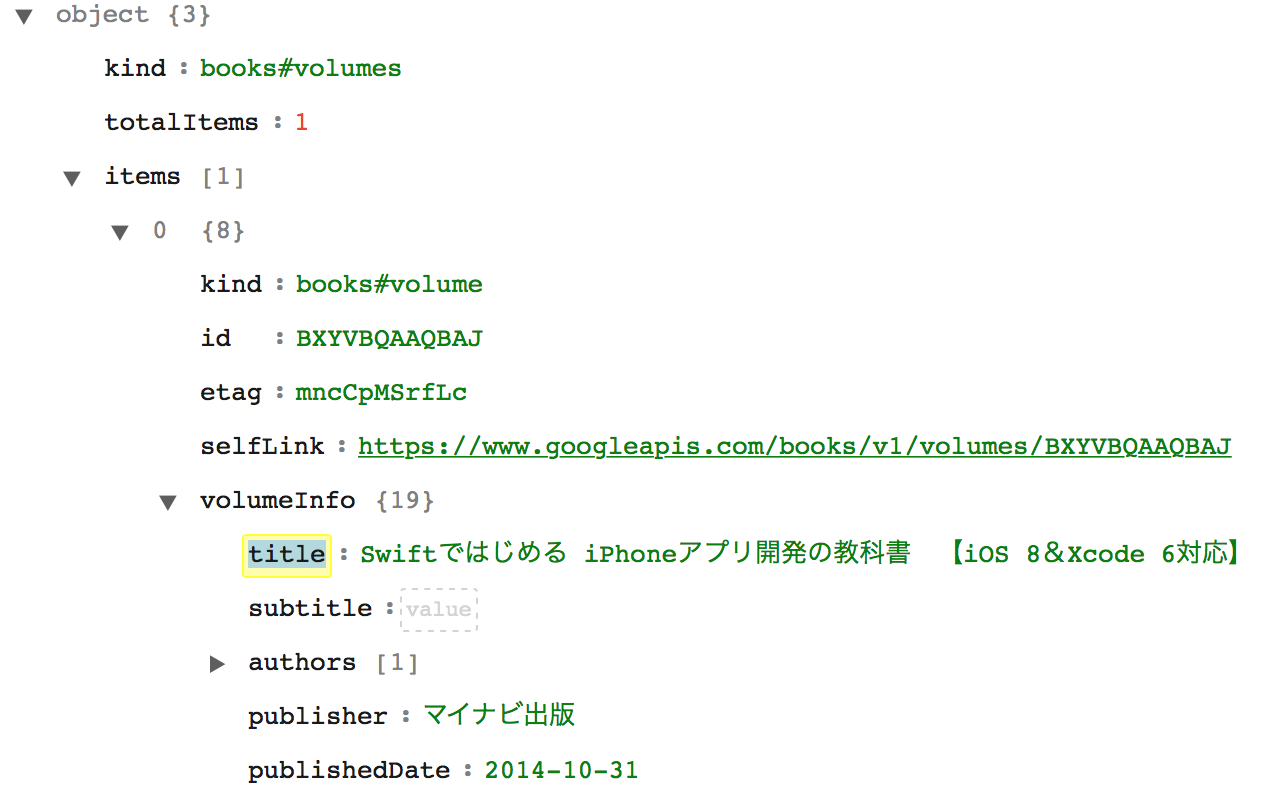 object {3}
kind : books#volumes
totalItems : 1
items [1]
0 {8}
kind : books#volume
id : BXYVBQAAQBAJ
etag : mncCpMSrfLc
selfLink : https://www.googleapis.com/books/v1/volumes/BXYVBQAAQBAJ
volumeInfo {19}
title : Swiftではじめる iPhoneアプリ開発の教科書 【iOS 8＆Xcode 6対応】
subtitle : value
authors [1]
publisher : マイナビ出版
publishedDate : 2014-10-31